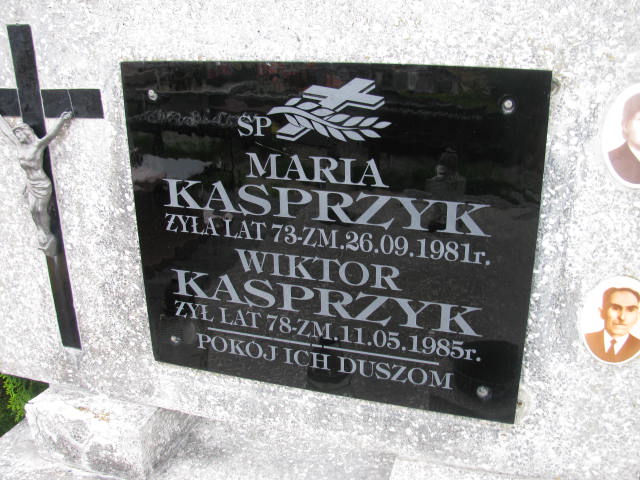 ŚP
MARIA
KASPRZYK
ŻYŁA LAT 73-ZM.26.09.1981r.
WIKTOR
KASPRZYK
ŻYŁ LAT 78-ZM.11.05.1985r.
POKÓJ ICH DUSZOM